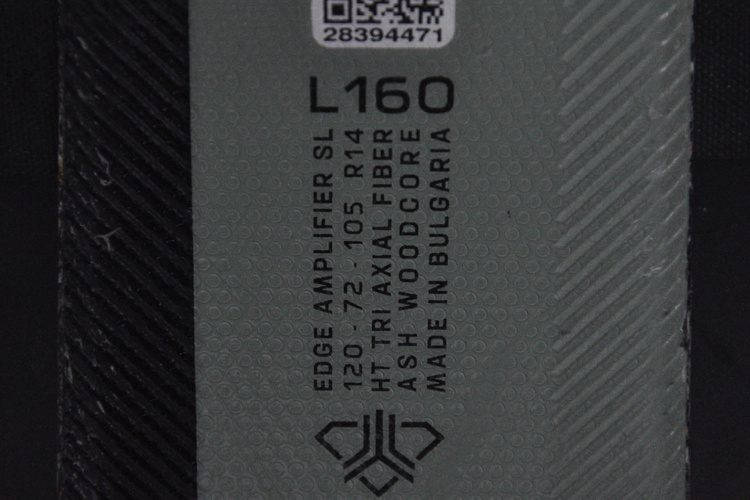 28394471
L160
EDGE AMPLIFIER SL
120 - 72 - 105 R14
HT TRI AXIAL FIBER
ASH WOODCORE
MADE IN BULGARIA